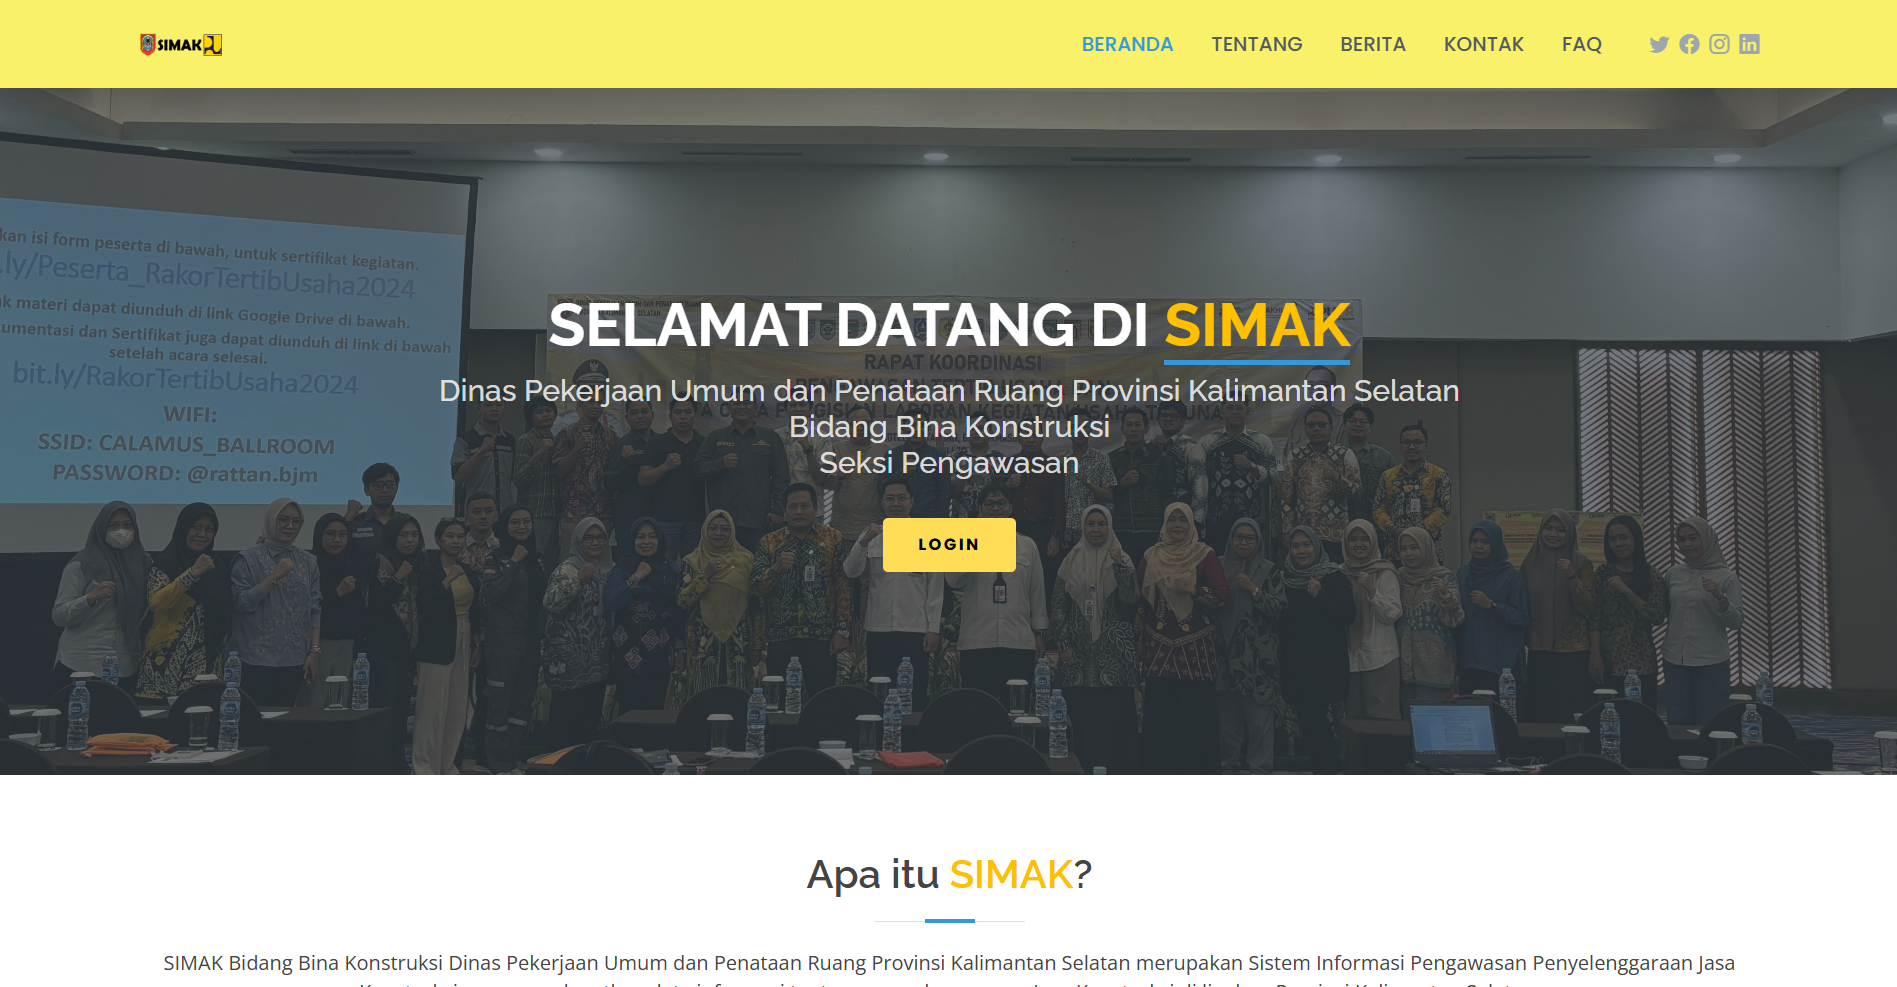 SIMAK
BERANDA TENTANG BERITA KONTAK FAQ
kan isi form peserta di bawah, untuk sertifikat kegiatan.
.ly/Peserta_RakorTertibUsaha2024
uk materi dapat diunduh di link Google Drive di bawah.
umentasi dan Sertifikat juga dapat diunduh di link di bawah
setelah acara selesai.
bit.ly/RakorTertibUsaha2024
WIFI:
SSID: CALAMUS_BALLROOM
PASSWORD: @rattan.bjm
RAPAT KOORDINASI
SELAMAT DATANG DI SIMAK
Dinas Pekerjaan Umum dan Penataan Ruang Provinsi Kalimantan Selatan
Bidang Bina Konstruksi
Seksi Pengawasan
LOGIN
Apa itu SIMAK?
SIMAK Bidang Bina Konstruksi Dinas Pekerjaan Umum dan Penataan Ruang Provinsi Kalimantan Selatan merupakan Sistem Informasi Pengawasan Penyelenggaraan Jasa